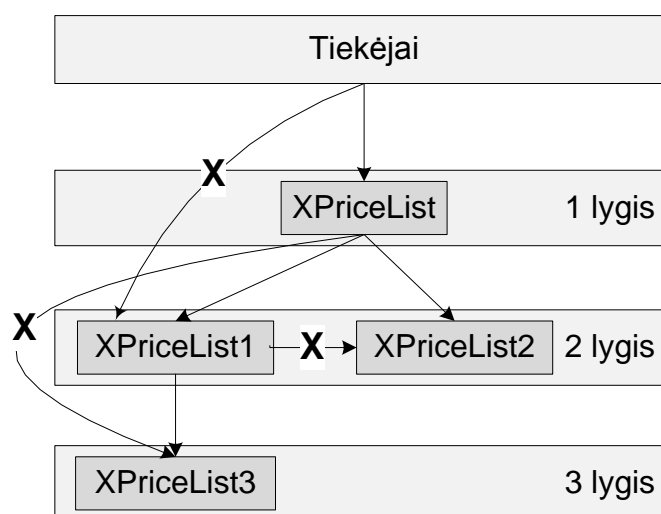 Tiekėjai
X
XPriceList 1 lygis
X
XPriceList1 X XPriceList2 2 lygis
XPriceList3 3 lygis